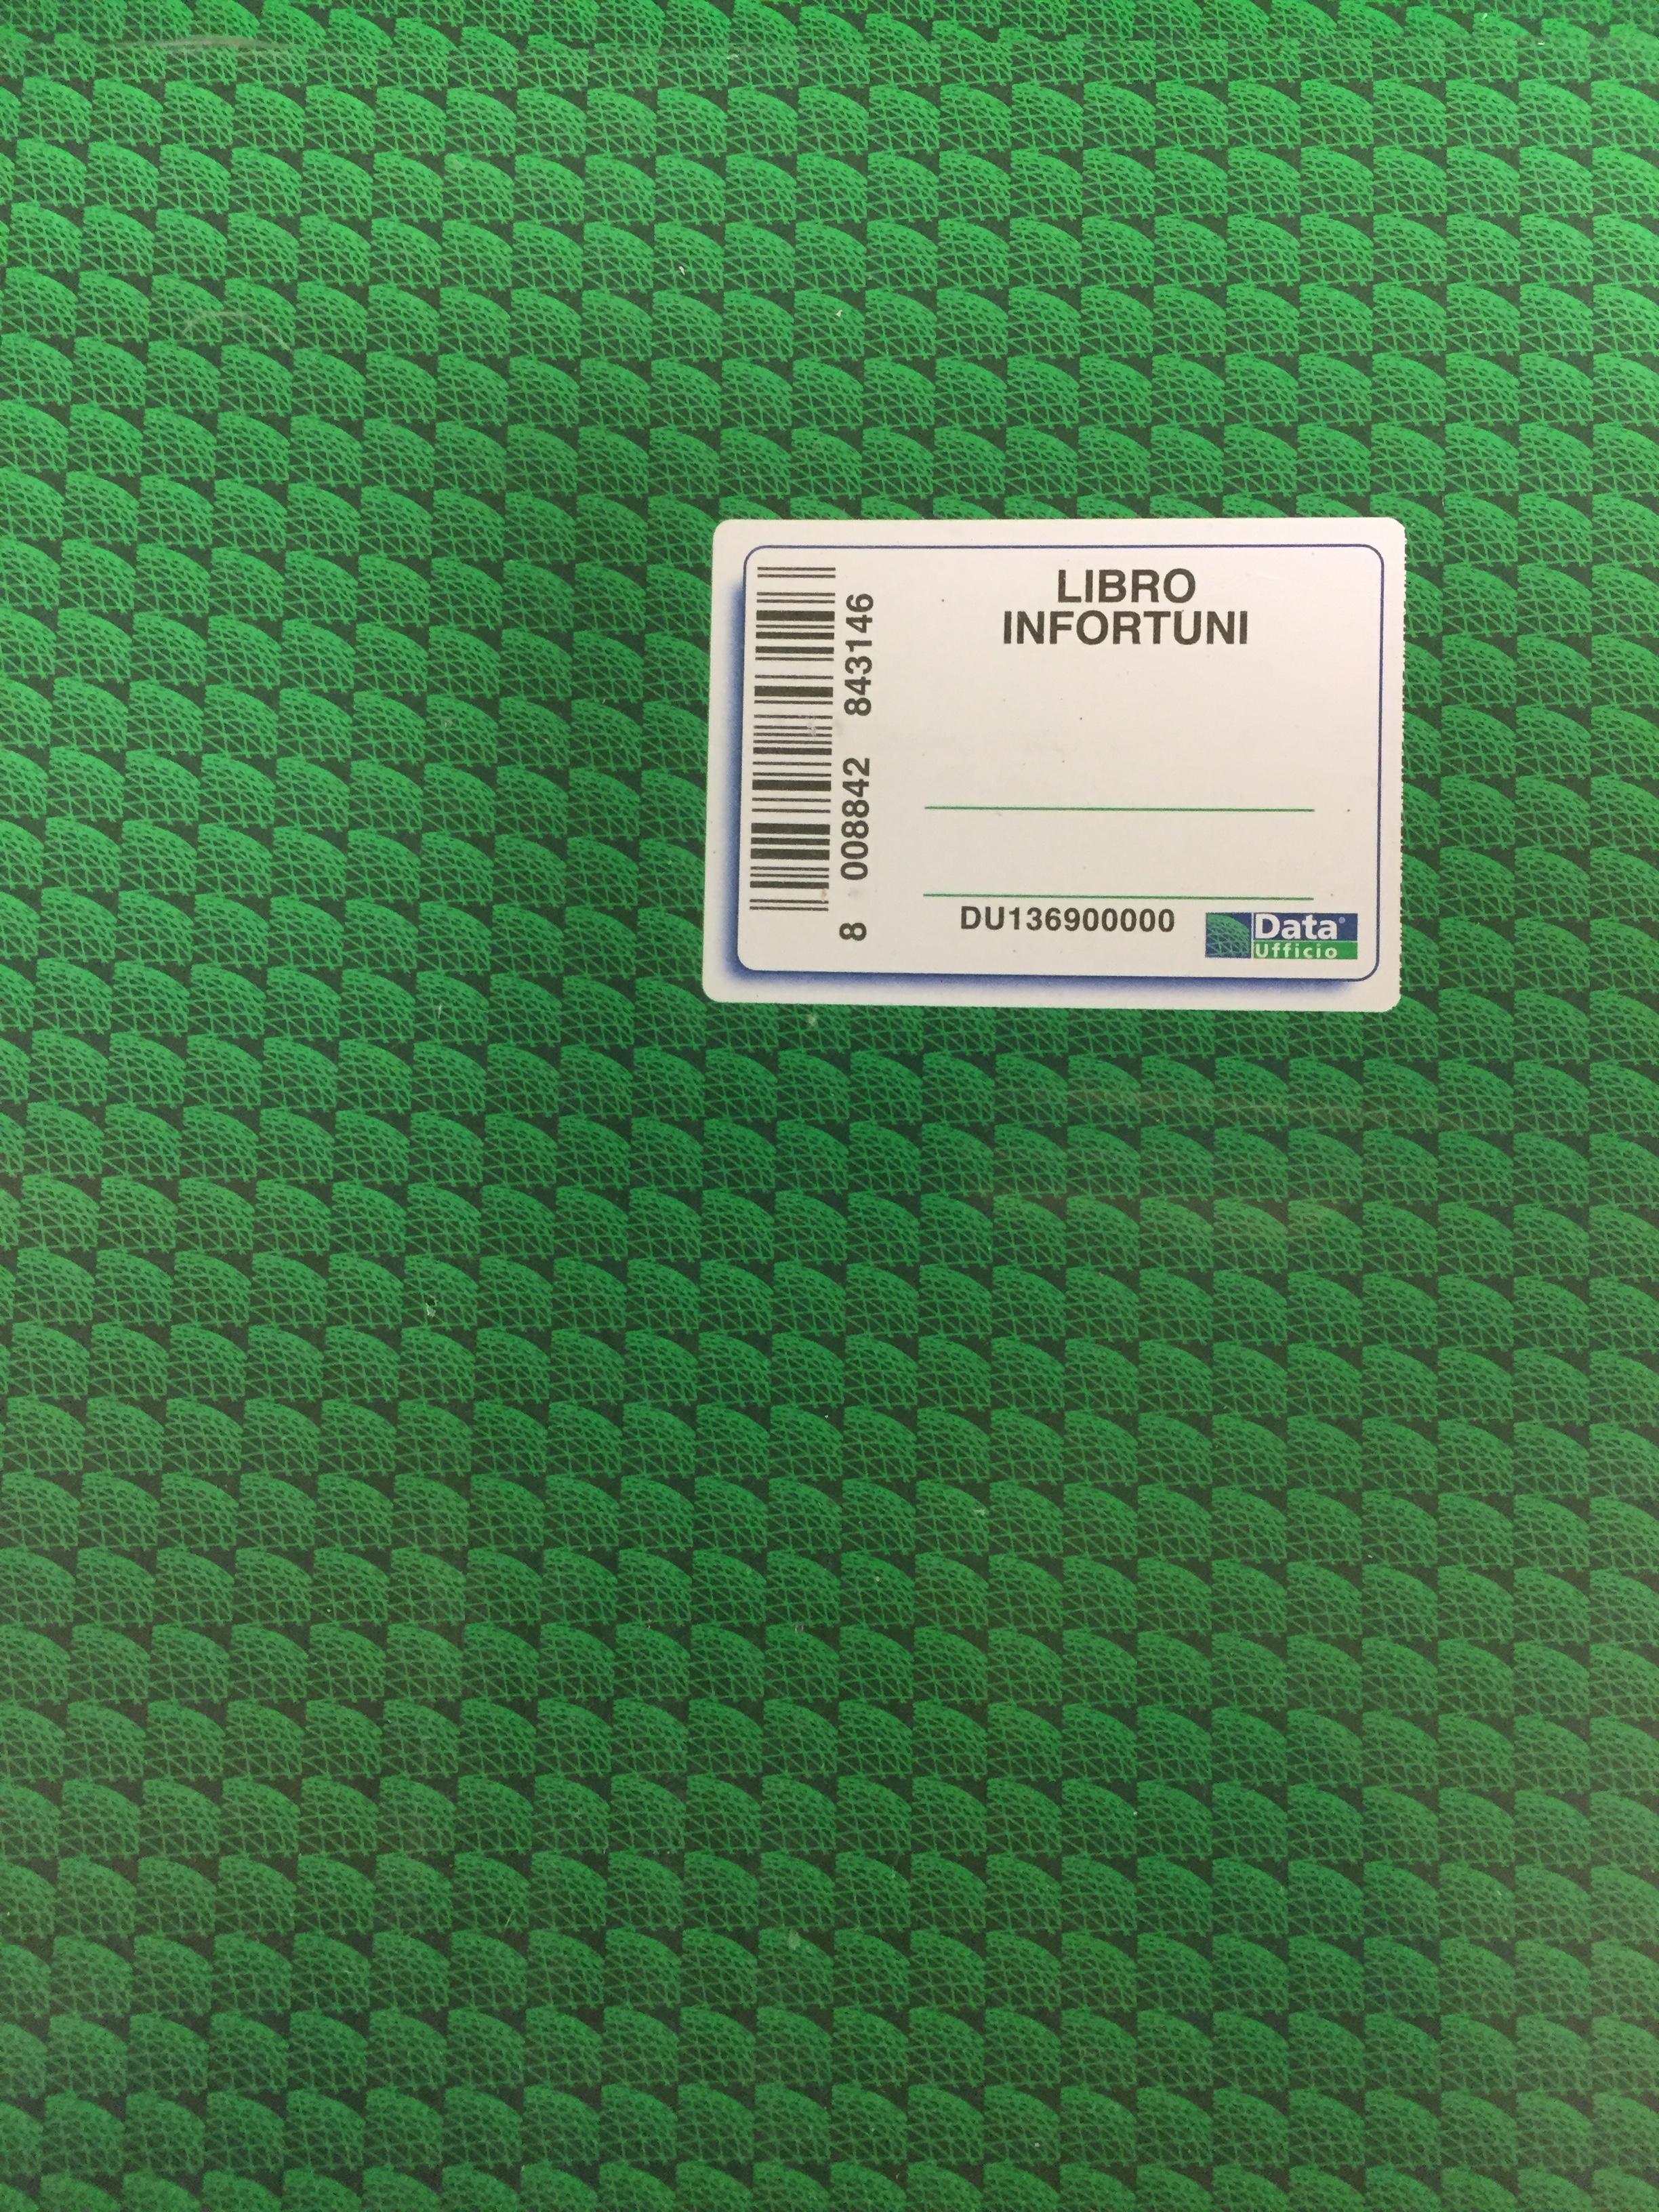 LIBRO
INFORTUNI
8 008842 843146
DU136900000
Data
Ufficio